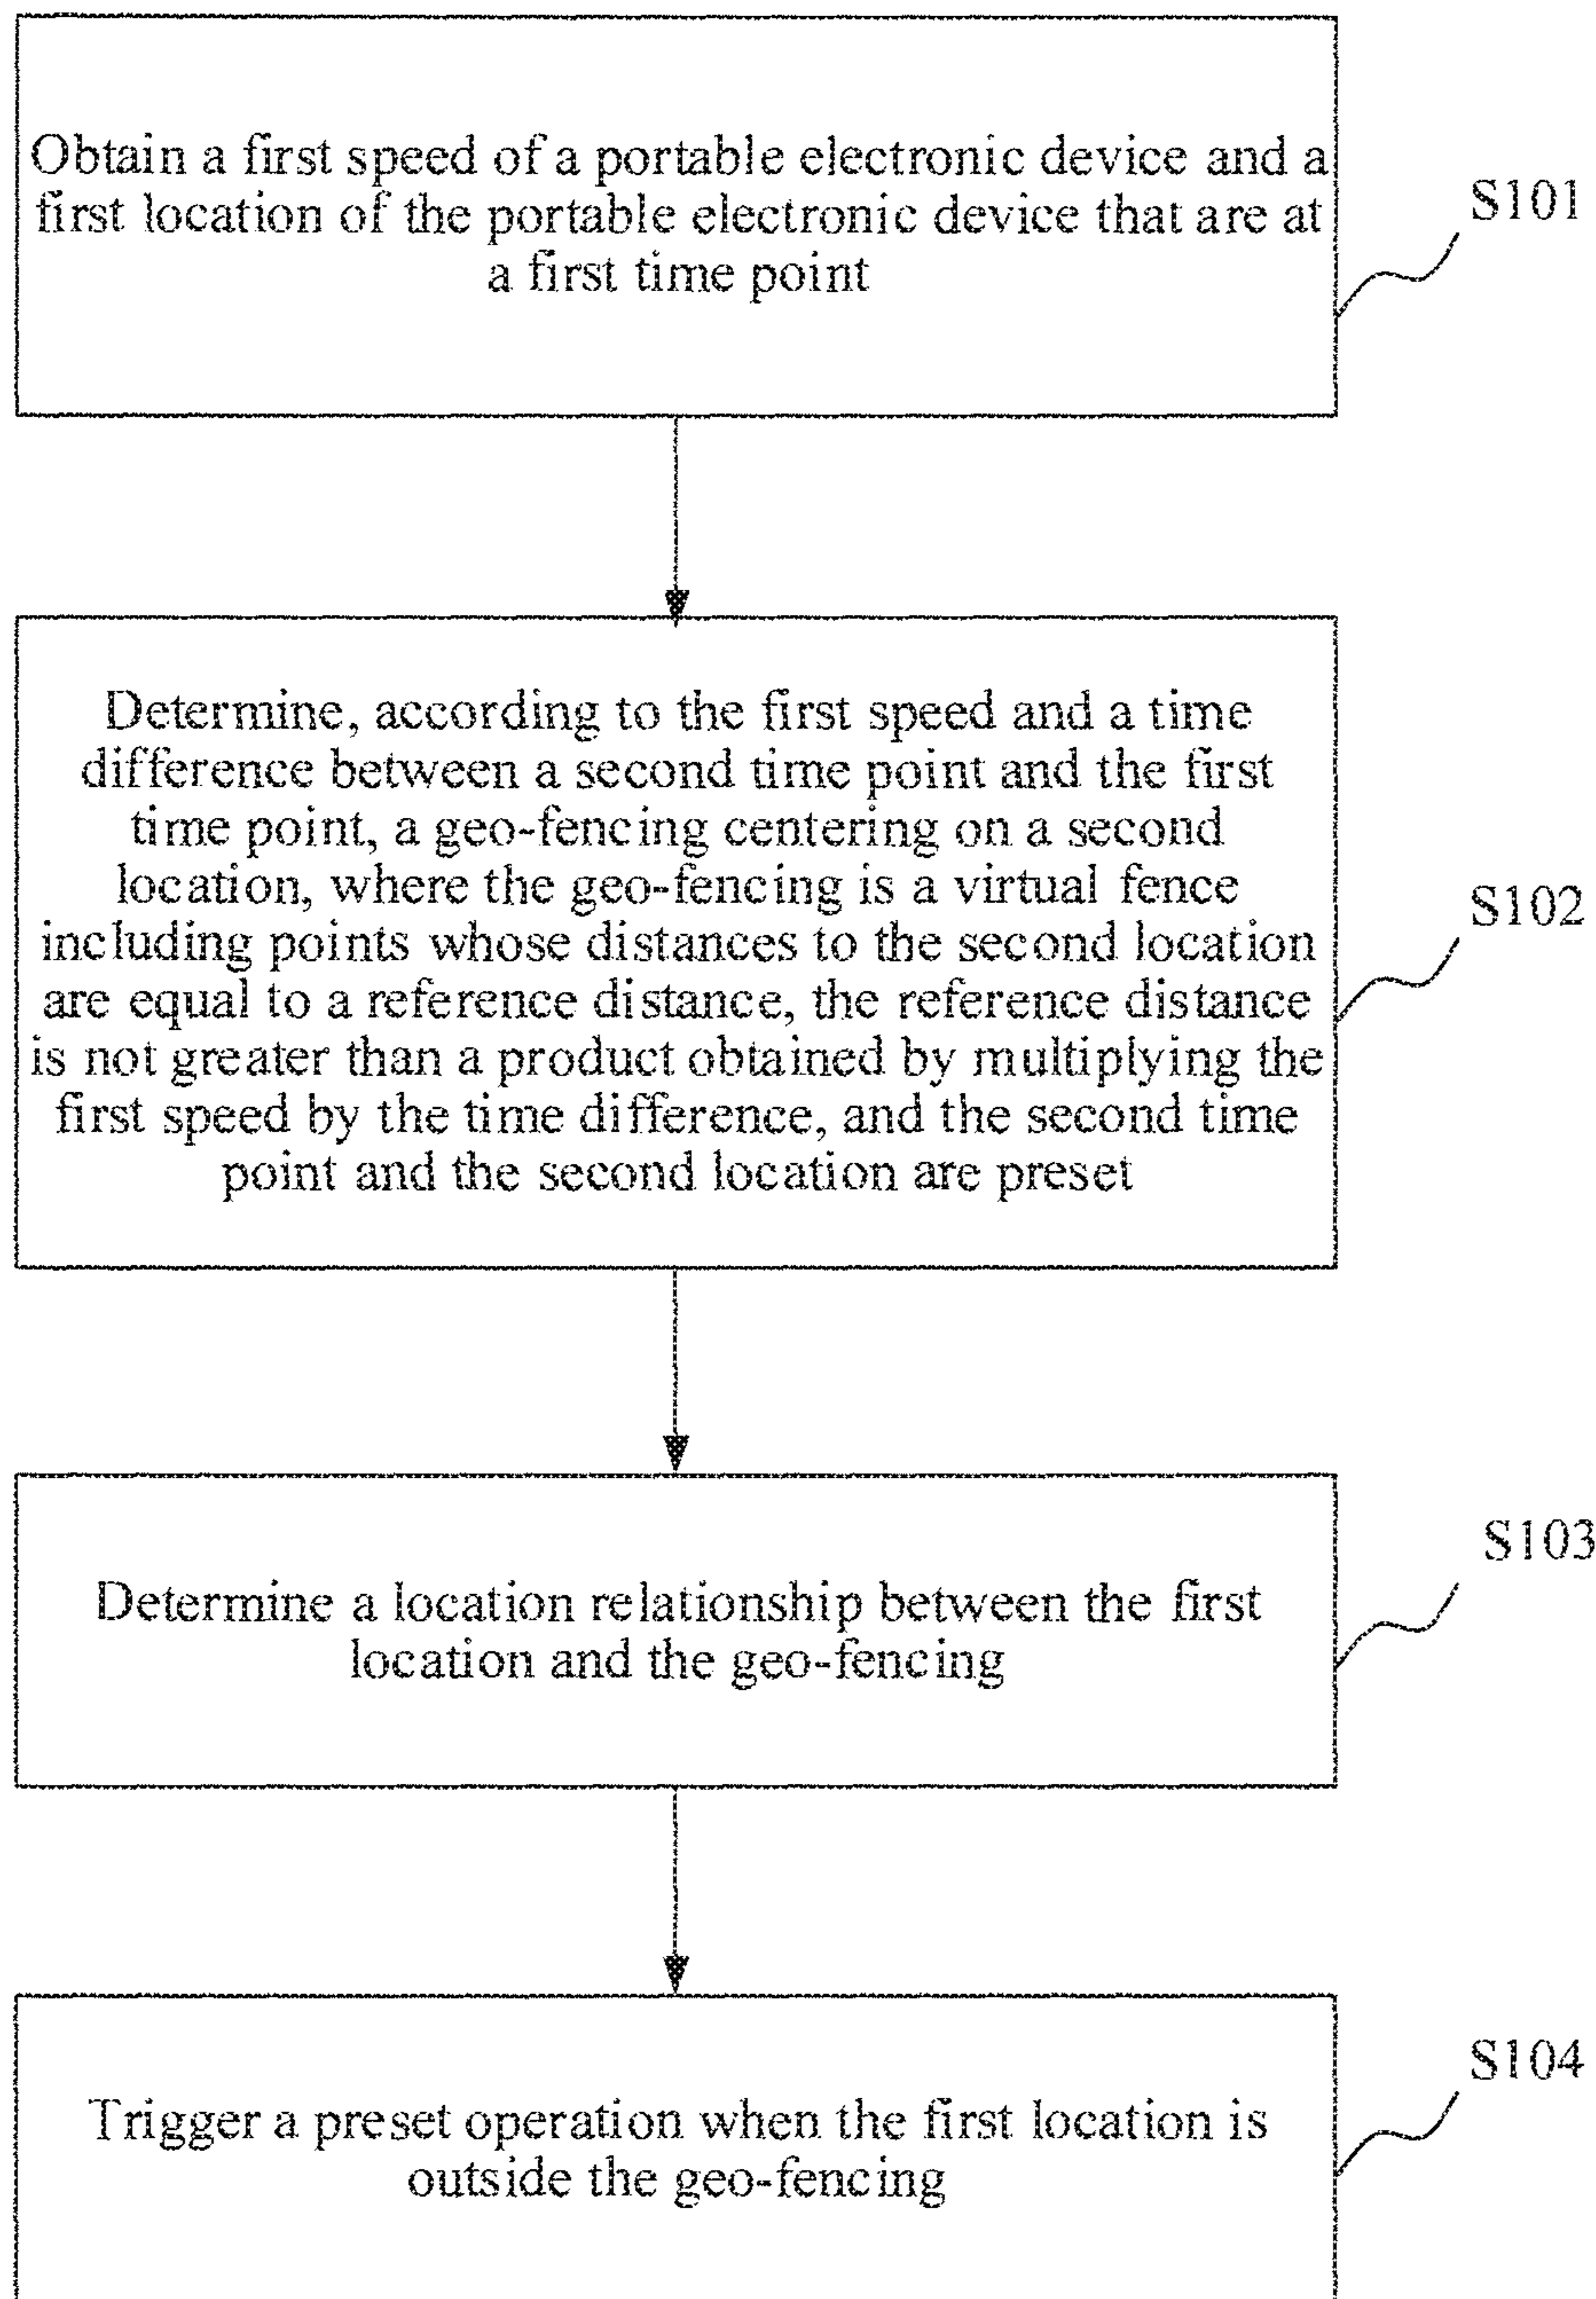 Obtain a first speed of a portable electronic device and a
first location of the portable electronic device that are at
a first time point
S101
Determine, according to the first speed and a time
difference between a second time point and the first
time point, a geo-fencing centering on a second
location, where the geo-fencing is a virtual fence
including points whose distances to the second location
are equal to a reference distance, the reference distance
is not greater than a product obtained by multiplying the
first speed by the time difference, and the second time
point and the second location are preset
S102
Determine a location relationship between the first
location and the geo-fencing
S103
Trigger a preset operation when the first location is
outside the geo-fencing
S104